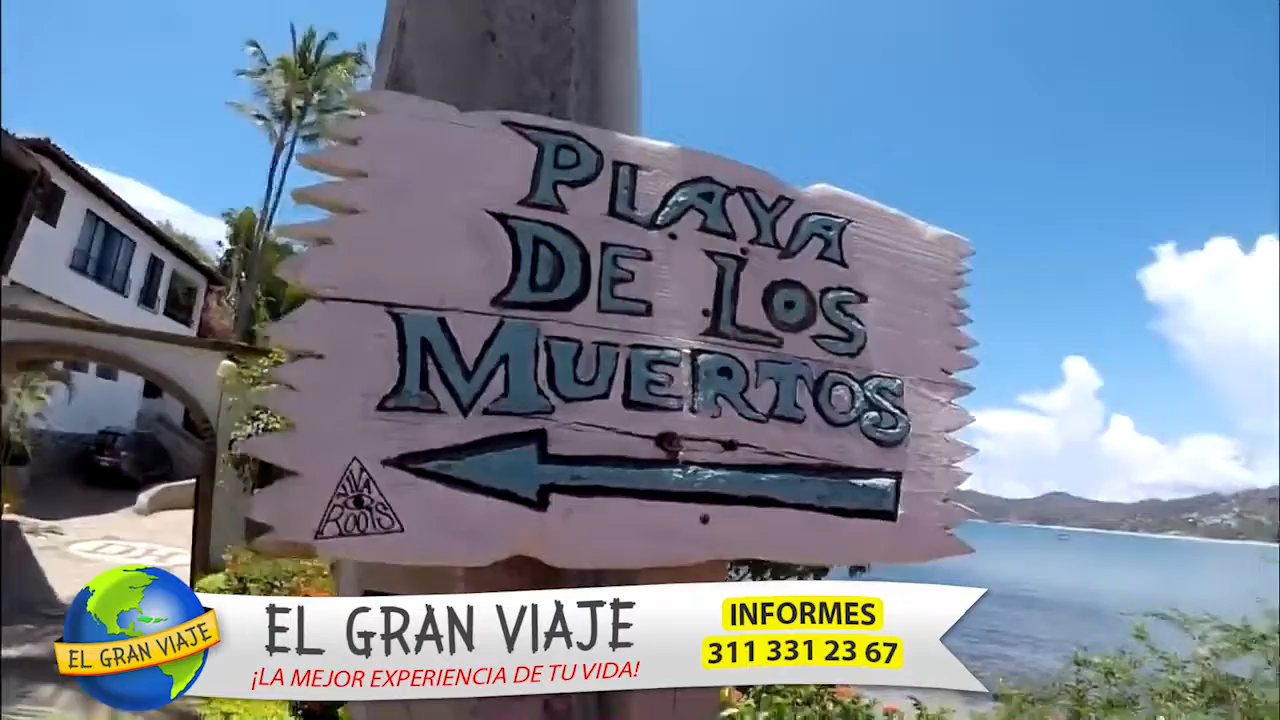 PLAYA
DE LOS
MUERTOS
VIVA
ROOTS
DH
EL GRAN VIAJE
EL GRAN VIAJE
¡LA MEJOR EXPERIENCIA DE TU VIDA!
INFORMES
311 331 23 67